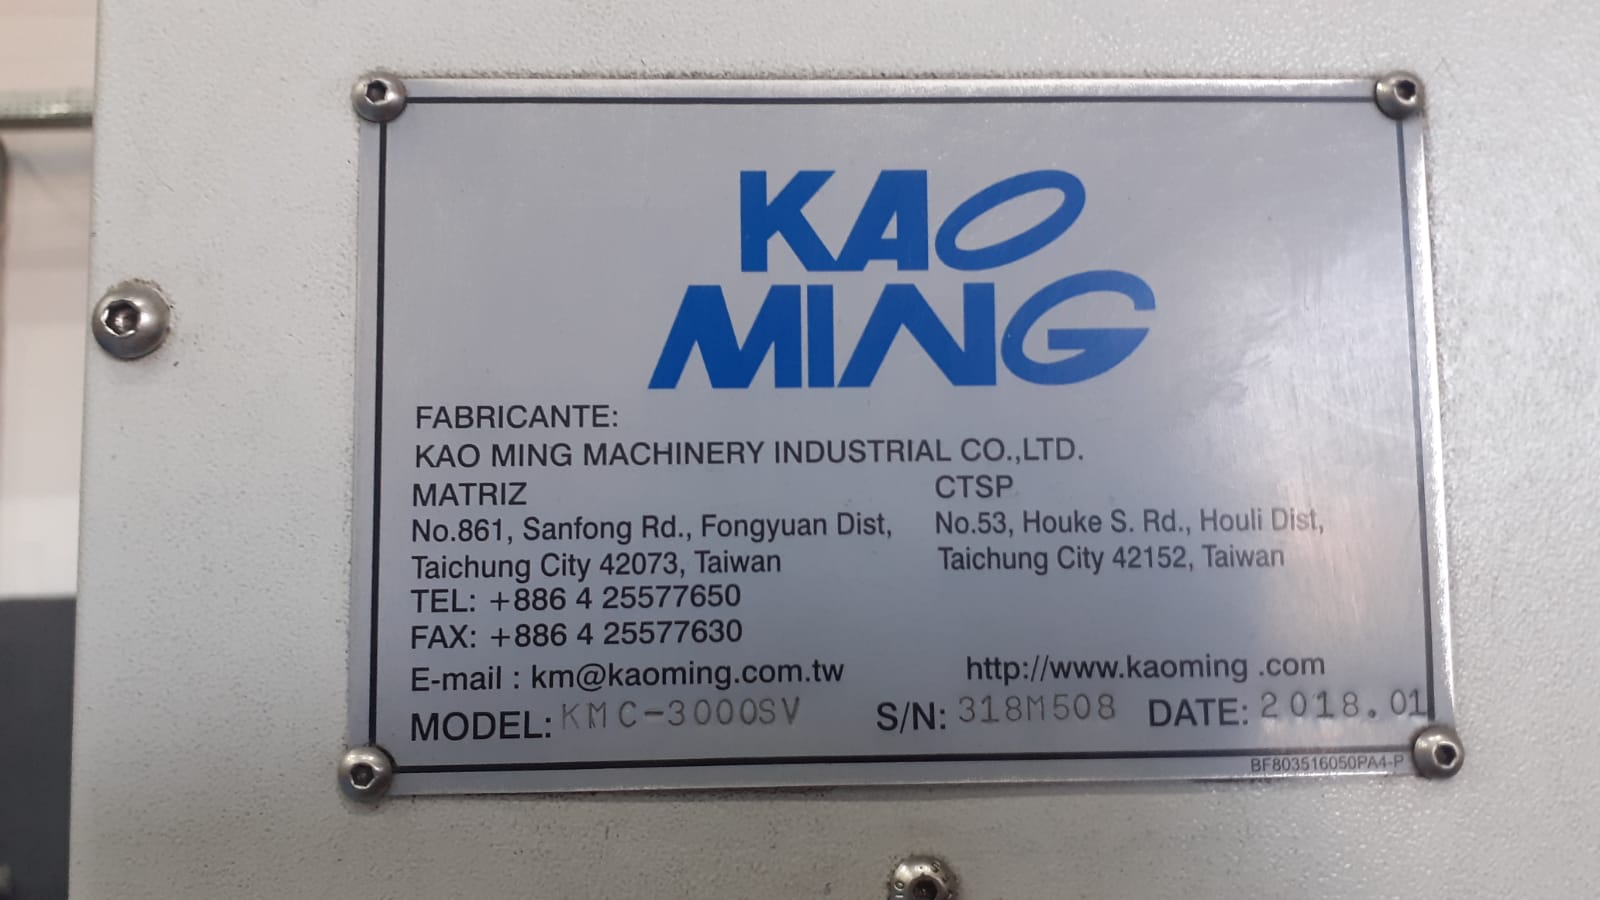 KAO
MING
FABRICANTE:
KAO MING MACHINERY INDUSTRIAL CO.,LTD.
MATRIZ
No.861, Sanfong Rd., Fongyuan Dist,
Taichung City 42073, Taiwan
CTSP
No.53, Houke S. Rd., Houli Dist,
Taichung City 42152, Taiwan
TEL: +886 4 25577650
FAX: +886 4 25577630
E-mail : km@kaoming.com.tw http://www.kaoming .com
MODEL: KMC-3000SV S/N: 318M508 DATE: 2018.01
BF803516050PA4-P